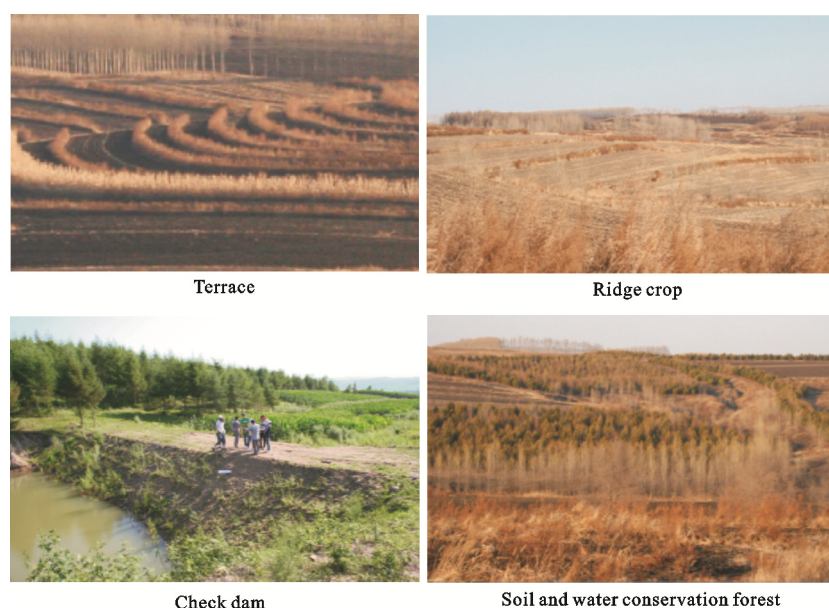 Terrace
Ridge crop
Check dam
Soil and water conservation forest